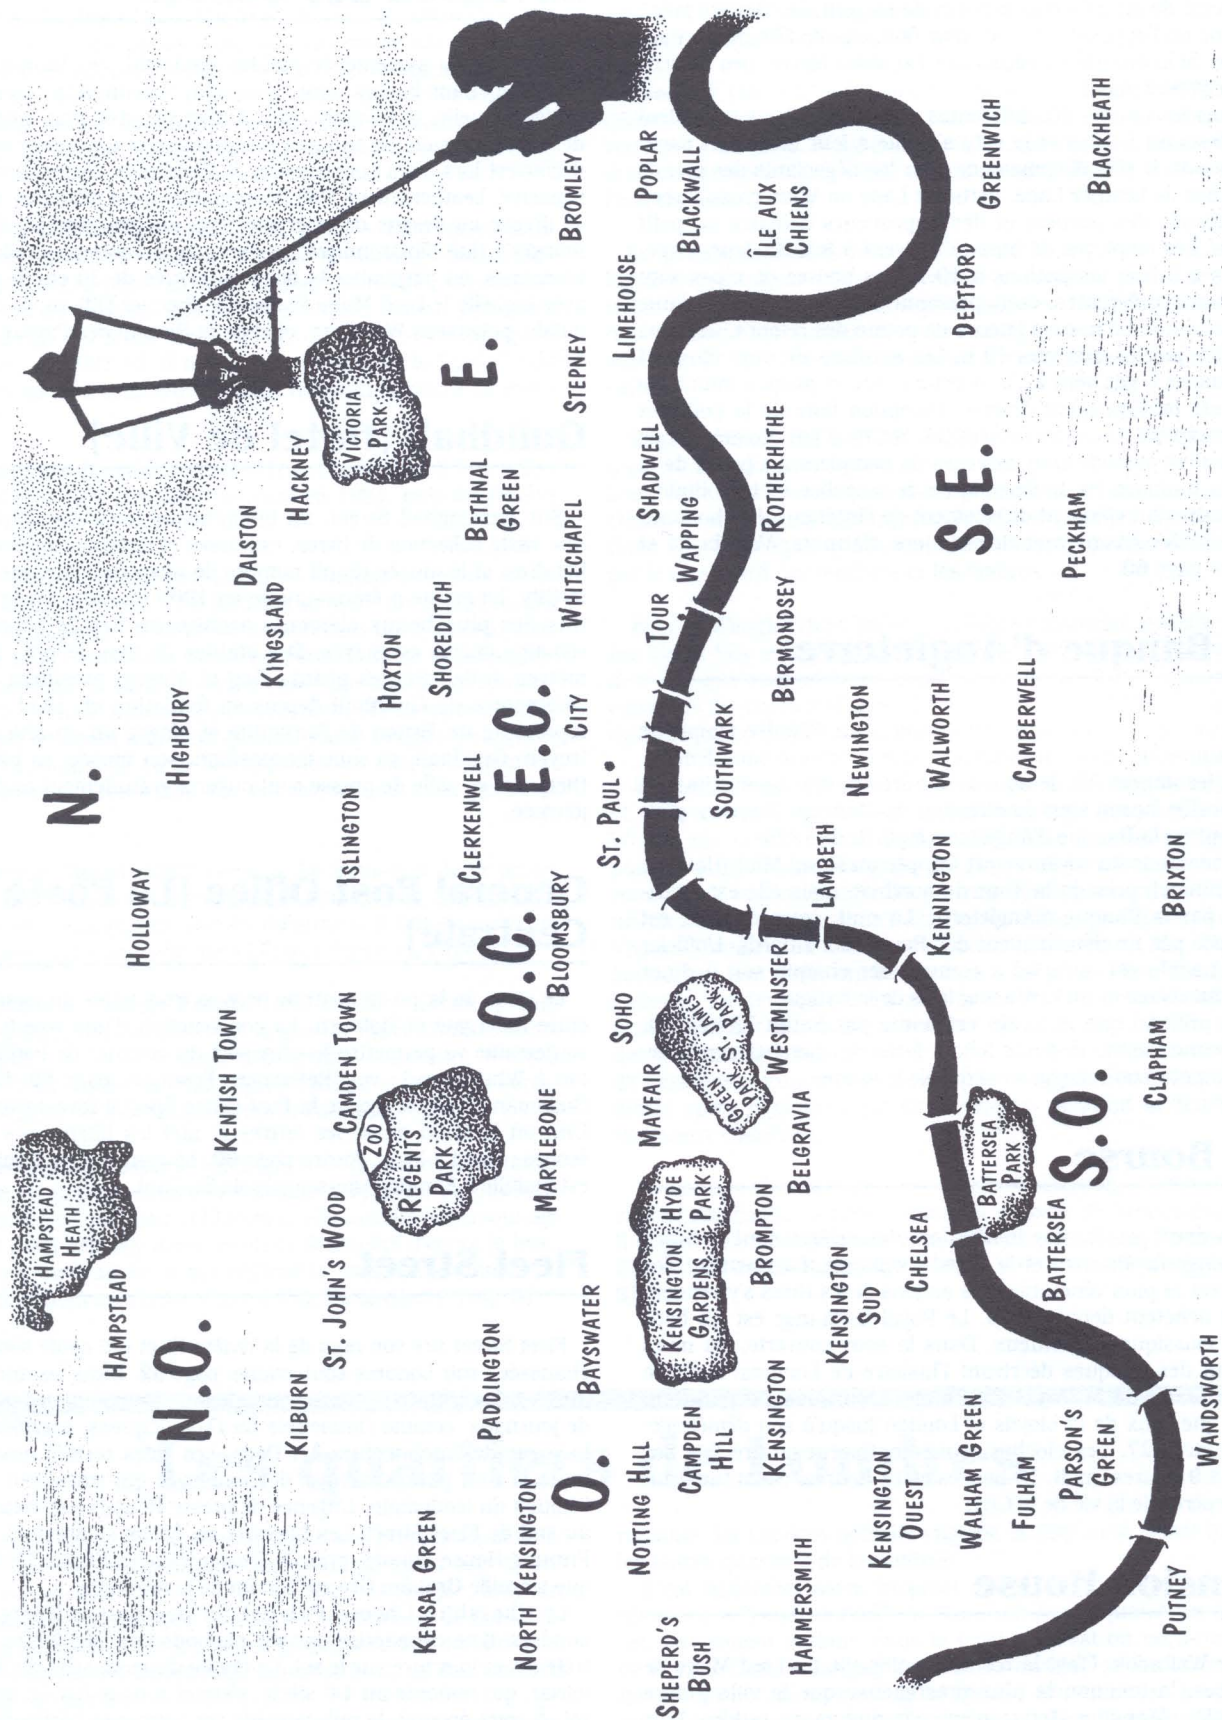 HAMPSTEAD
HEATH
HAMPSTEAD
N.O.
KENTISH TOWN
HOLLOWAY
N.
HIGHBURY
KILBURN
ST. JOHN'S WOOD
CAMDEN TOWN
ZOO
REGENTS
PARK
ISLINGTON
KINGSLAND
DALSTON
HACKNEY
VICTORIA
PARK
HOXTON
SHOREDITCH
KENSAL GREEN
NORTH KENSINGTON
PADDINGTON
MARYLEBONE
O.C.
BLOOMSBURY
CLERKENWELL
E.C.
CITY
BETHNAL
GREEN
E.
WHITECHAPEL
STEPNEY
BROMLEY
O.
BAYSWATER
NOTTING HILL
CAMPDEN
HILL
KENSINGTON
GARDEN
HYDE
PARK
MAYFAIR
SOHO
ST. PAUL.
TOUR.
WAPPING
SHADWELL
LIMEHOUSE
POPLAR
BLACKWALL
ÎLE AUX
CHIENS
SHEPERD'S
BUSH
HAMMERSMITH
KENSINGTON
BROMPTON
BELGRAVIA
GREEN
PARK
S. JAMES
PARK
WESTMINSTER
LAMBETH
SOUTHWARK
BERMONDSEY
ROTHERHITHE
KENSINGTON
OUEST
KENSINGTON
SUD
CHELSEA
WALHAM GREEN
FULHAM
PARSON'S
GREEN
BATTERSEA
BATTERSEA
PARK
S.O.
KENNINGTON
NEWINGTON
WALWORTH
CAMBERWELL
S.E.
PECKHAM
DEPTFORD
GREENWICH
BLACKHEATH
PUTNEY
WANDSWORTH
CLAPHAM
BRIXTON